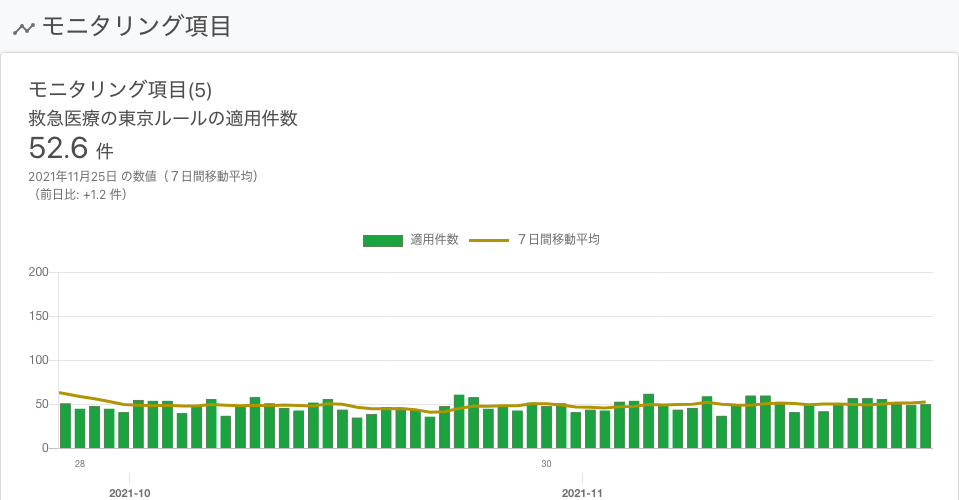 モニタリング項目
モニタリング項目(5)
救急医療の東京ルールの適用件数
52.6 件
2021年11月25日 の数値（７日間移動平均）
（前日比: +1.2 件）
適用件数 ７日間移動平均
200
150
100
50
0
28 30
2021-10 2021-11